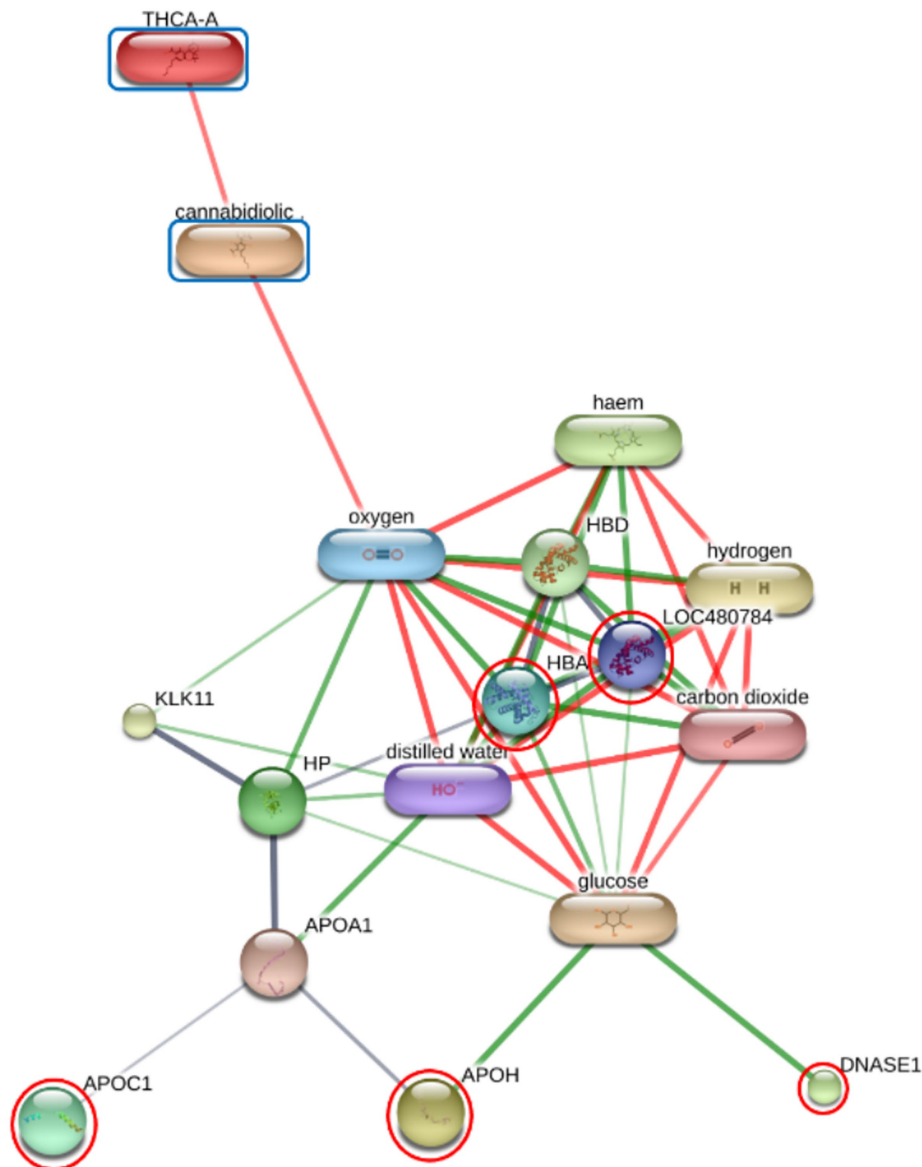 THCA-A
cannabidiolic .
haem
oxygen
HBD
hydrogen
H H
LOC480784
HBA
KLK11
carbon dioxide
HP
distilled water
HO⁻
glucose
APOA1
APOC1
APOH
DNASE1